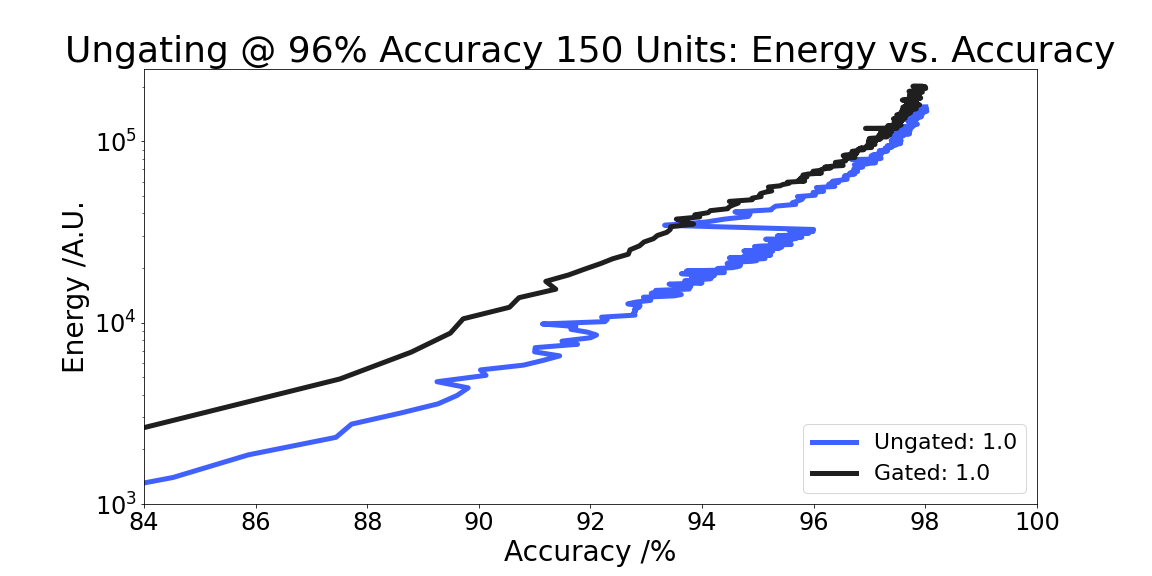 Ungating @ 96% Accuracy 150 Units: Energy vs. Accuracy
Energy /A.U.
10^5
10^4
10^3
84 86 88 90 92 94 96 98 100
Accuracy /%
Ungated: 1.0
Gated: 1.0